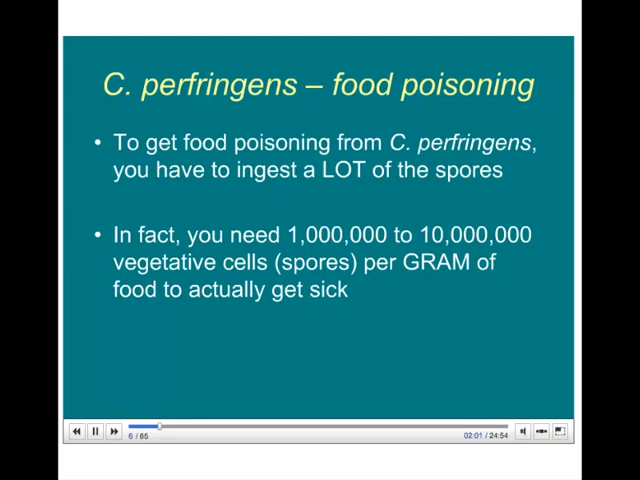 C. perfringens – food poisoning
• To get food poisoning from C. perfringens,
you have to ingest a LOT of the spores
• In fact, you need 1,000,000 to 10,000,000
vegetative cells (spores) per GRAM of
food to actually get sick
6 / 65
02:01 / 24:54